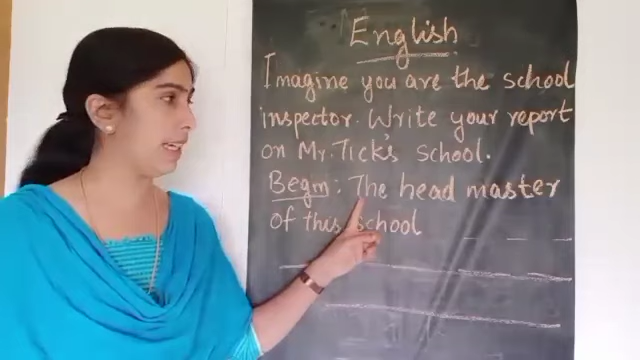 English
Imagine you are the school
inspector. Write your report
on Mr. Tick's school.
Begin: The head master
of this school